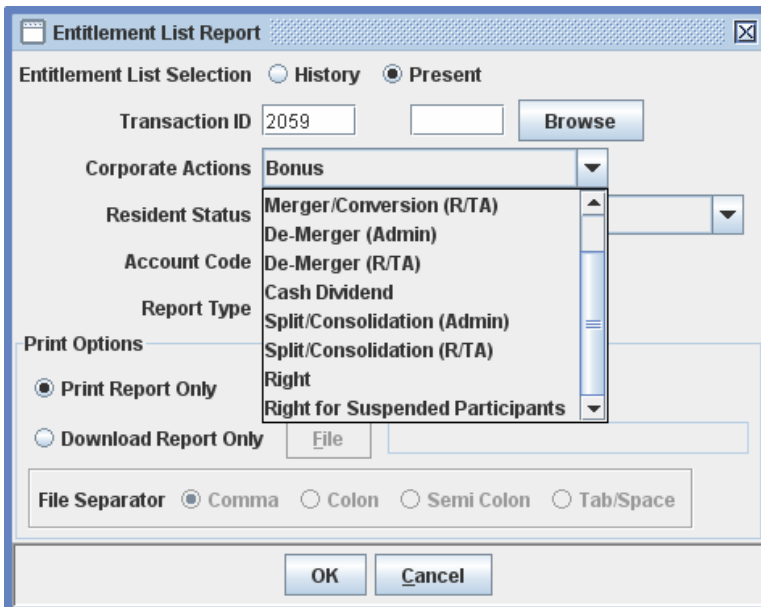 Entitlement List Report
Entitlement List Selection History Present
Transaction ID 2059 Browse
Corporate Actions Bonus
Resident Status Merger/Conversion (R/TA)
De-Merger (Admin)
Account Code De-Merger (R/TA)
Cash Dividend
Report Type Split/Consolidation (Admin)
Print Options Split/Consolidation (R/TA)
Print Report Only Right
Right for Suspended Participants
Download Report Only File
File Separator Comma Colon Semi Colon Tab/Space
OK Cancel